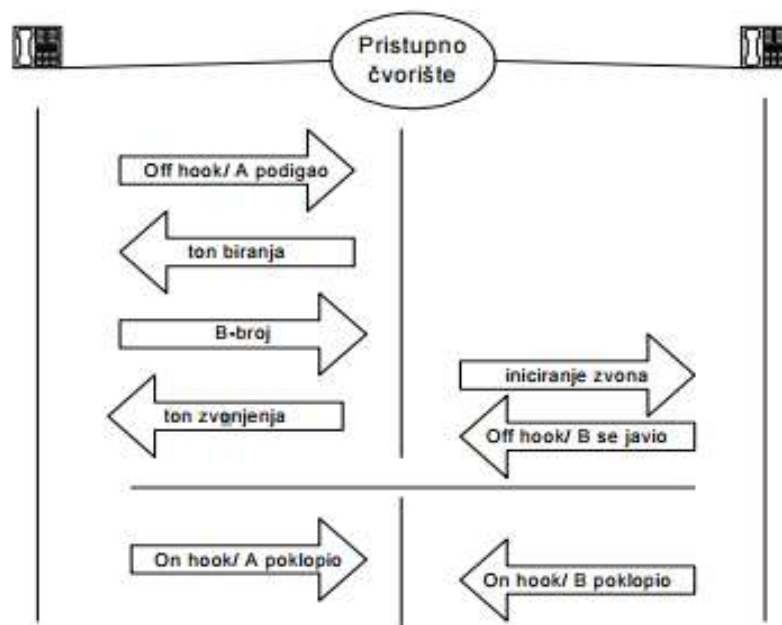 Pristupno
čvorište
Off hook/ A podigao
ton biranja
B-broj
iniciranje zvona
ton zvonjenja
Off hook/ B se javio
On hook/ A poklopio
On hook/ B poklopio